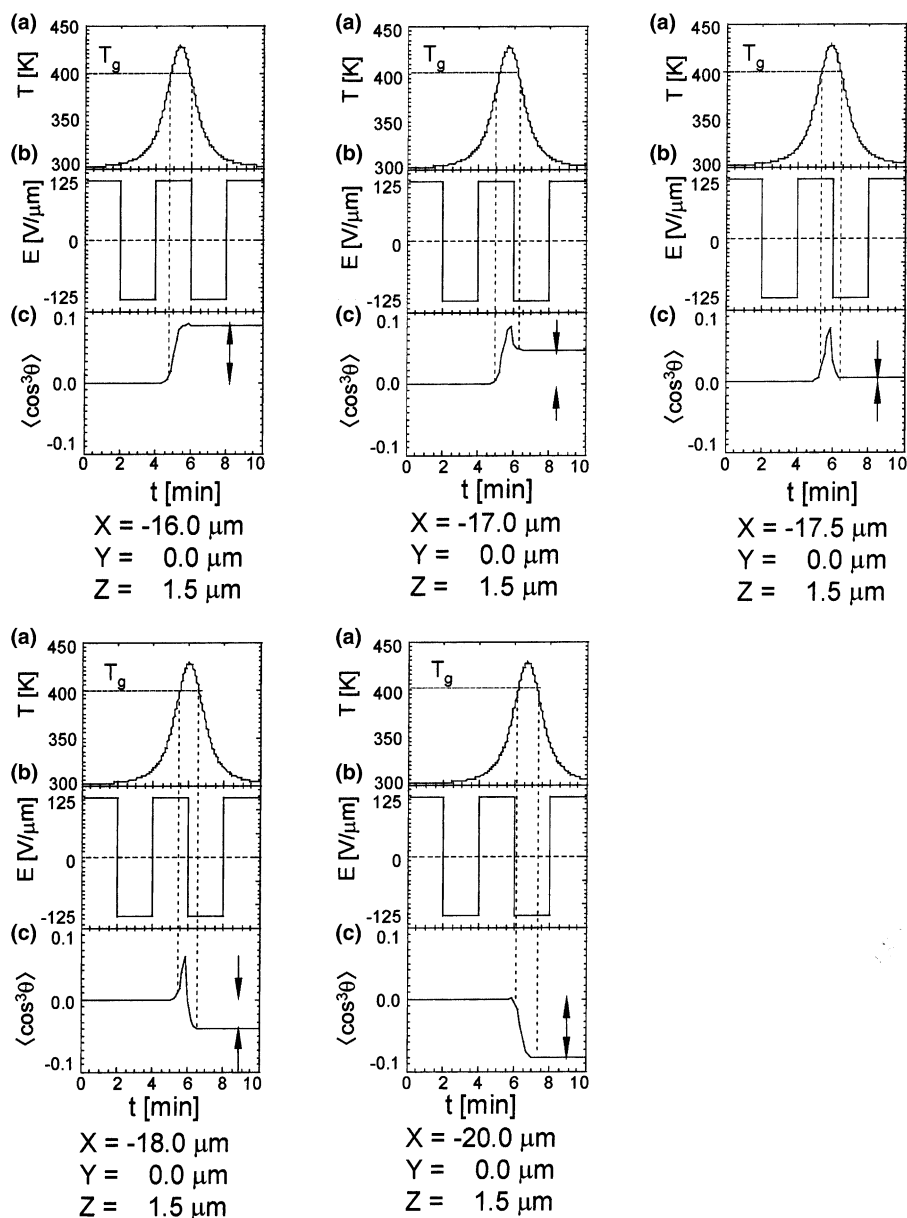 (a)
450
T_g
T [K]
400
350
300
(b)
125
E [V/μm]
0
-125
(c)
0.1
⟨cos³θ⟩
0.0
-0.1
0 2 4 6 8 10
t [min]
X = -16.0 μm
Y = 0.0 μm
Z = 1.5 μm
(a)
450
T_g
T [K]
400
350
300
(b)
125
E [V/μm]
0
-125
(c)
0.1
⟨cos³θ⟩
0.0
-0.1
0 2 4 6 8 10
t [min]
X = -17.0 μm
Y = 0.0 μm
Z = 1.5 μm
(a)
450
T_g
T [K]
400
350
300
(b)
125
E [V/μm]
0
-125
(c)
0.1
⟨cos³θ⟩
0.0
-0.1
0 2 4 6 8 10
t [min]
X = -17.5 μm
Y = 0.0 μm
Z = 1.5 μm
(a)
450
T_g
T [K]
400
350
300
(b)
125
E [V/μm]
0
-125
(c)
0.1
⟨cos³θ⟩
0.0
-0.1
0 2 4 6 8 10
t [min]
X = -18.0 μm
Y = 0.0 μm
Z = 1.5 μm
(a)
450
T_g
T [K]
400
350
300
(b)
125
E [V/μm]
0
-125
(c)
0.1
⟨cos³θ⟩
0.0
-0.1
0 2 4 6 8 10
t [min]
X = -20.0 μm
Y = 0.0 μm
Z = 1.5 μm